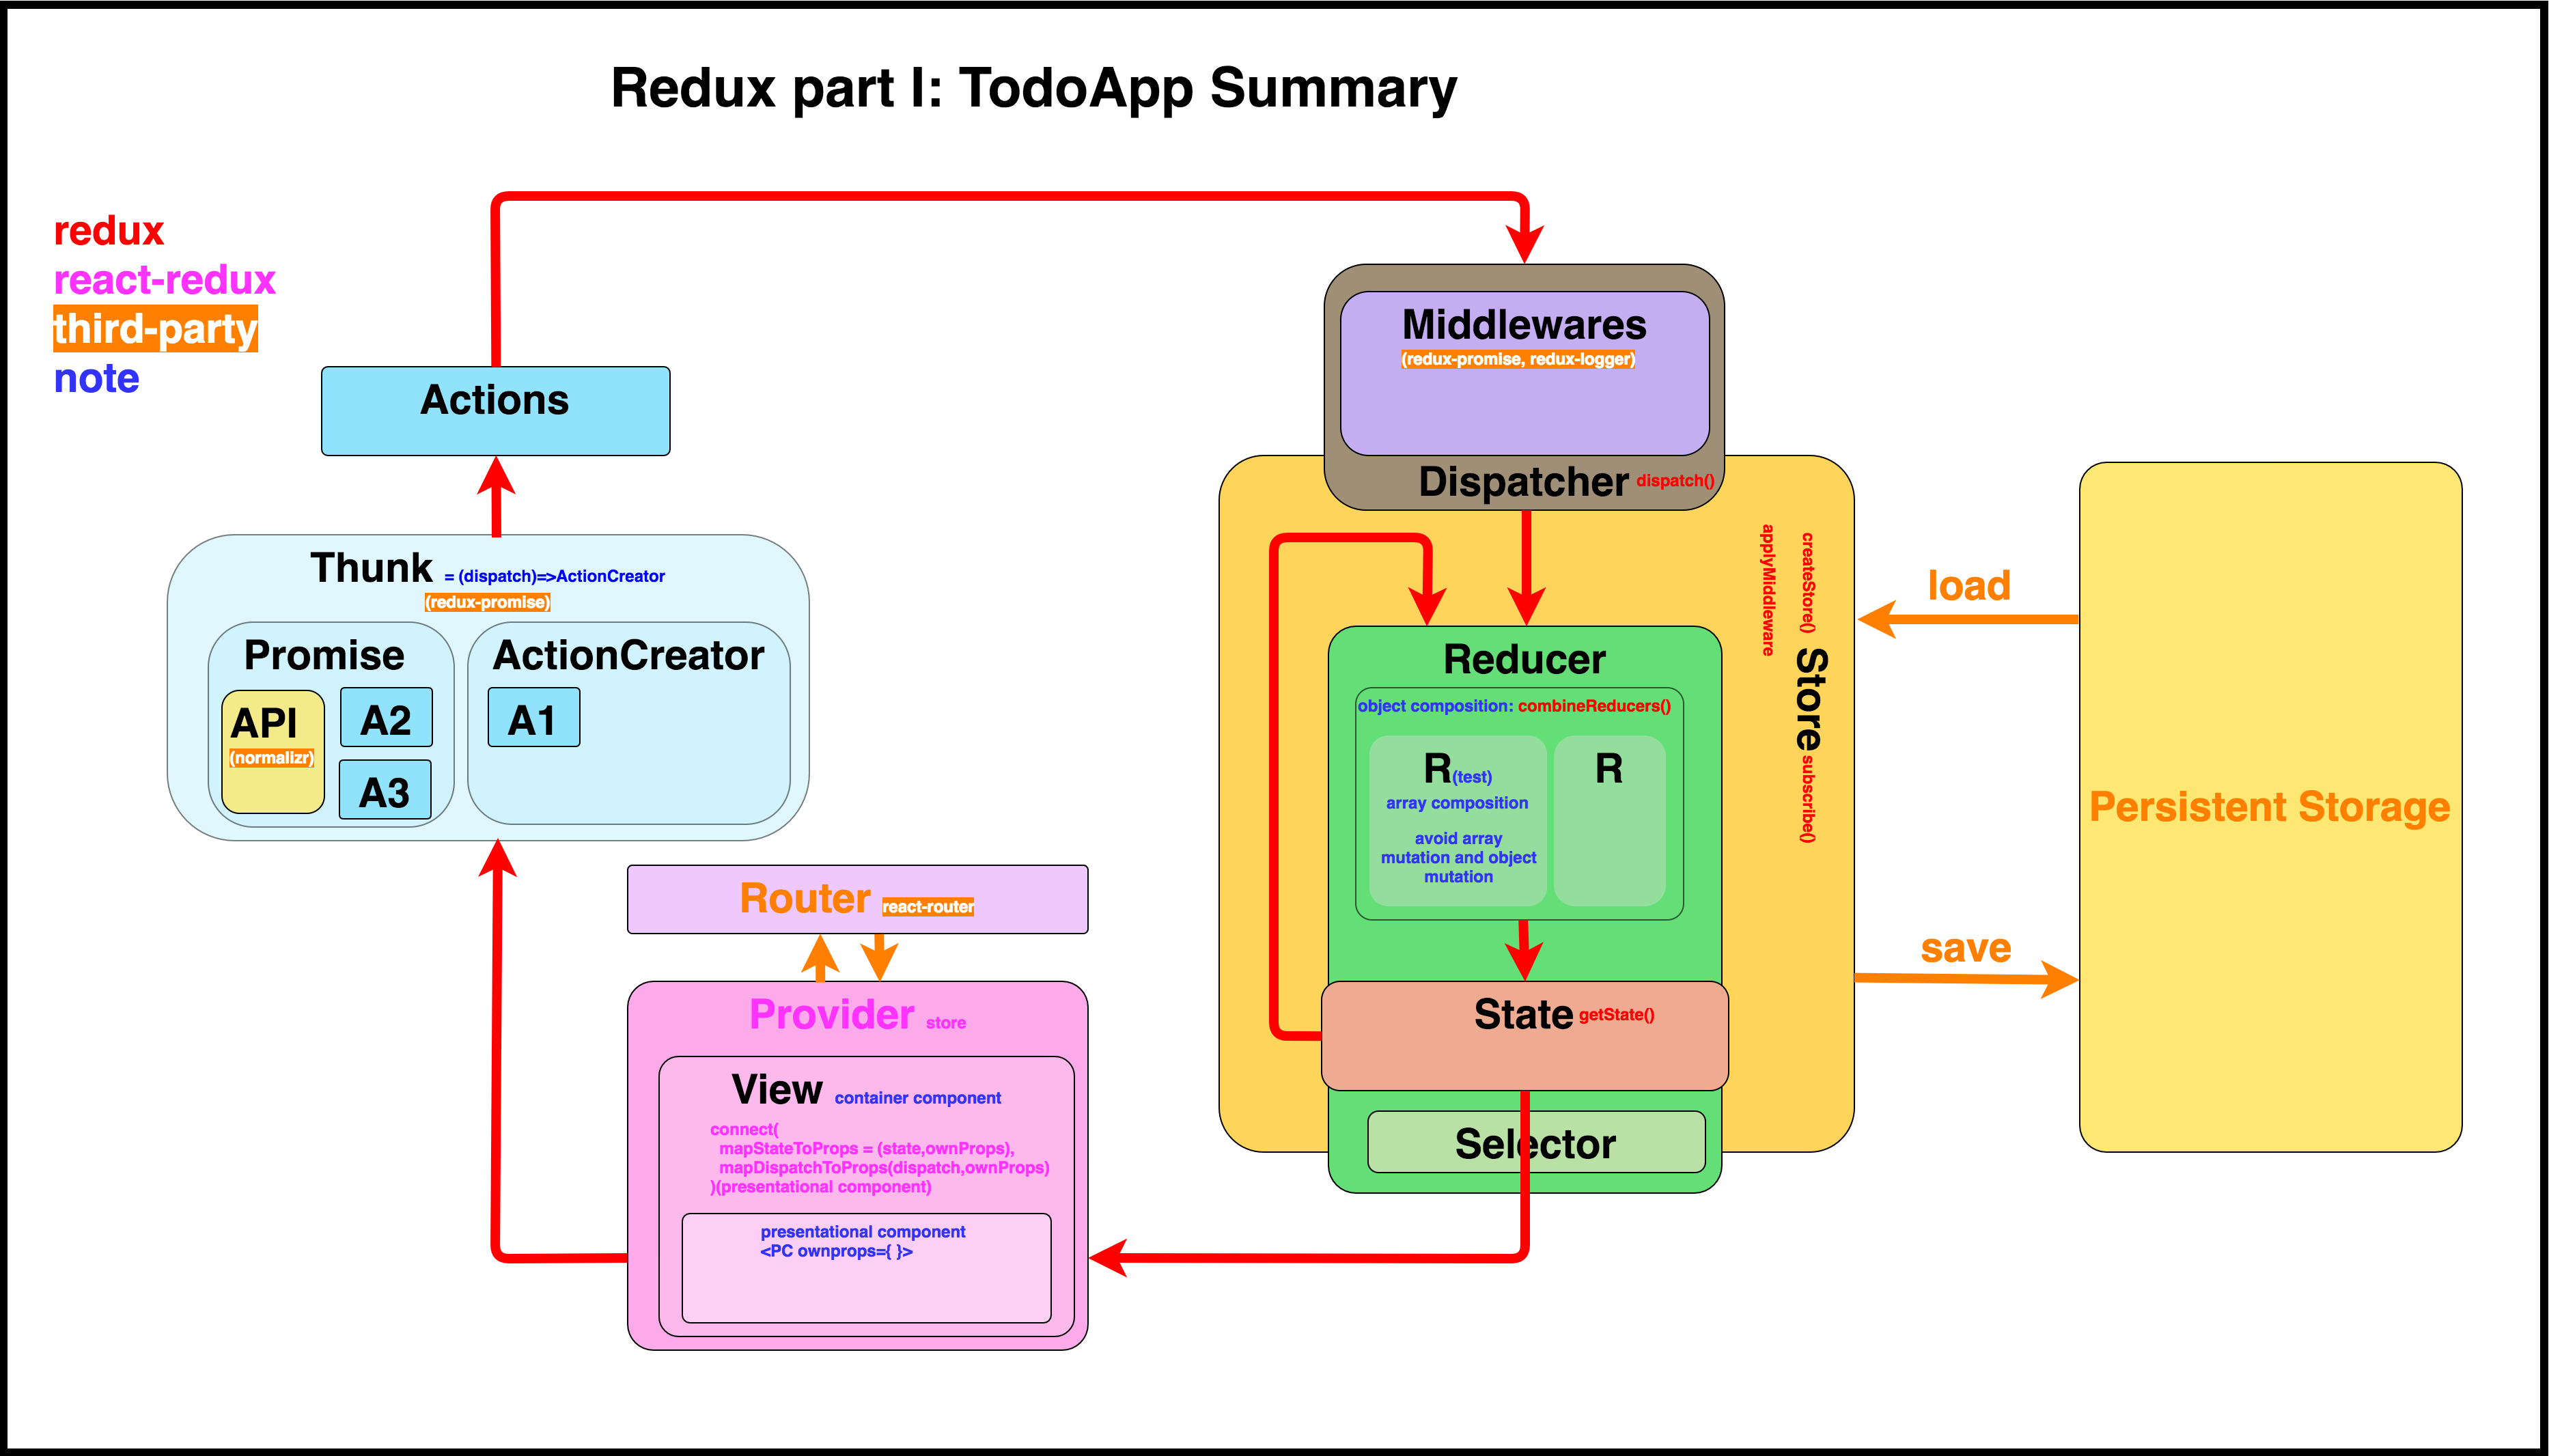 Redux part I: TodoApp Summary
redux
react-redux
third-party
note
Actions
Thunk = (dispatch)=>ActionCreator
(redux-promise)
Promise
API
(normalizr)
A2
A3
ActionCreator
A1
Router react-router
Provider store
View container component
connect(
mapStateToProps = (state,ownProps),
mapDispatchToProps(dispatch,ownProps)
)(presentational component)
presentational component
<PC ownprops={ }>
Middlewares
(redux-promise, redux-logger)
Dispatcher dispatch()
applyMiddleware
createStore() Store subscribe()
Reducer
object composition: combineReducers()
R(test)
array composition
avoid array
mutation and object
mutation
R
State getState()
Selector
load
save
Persistent Storage